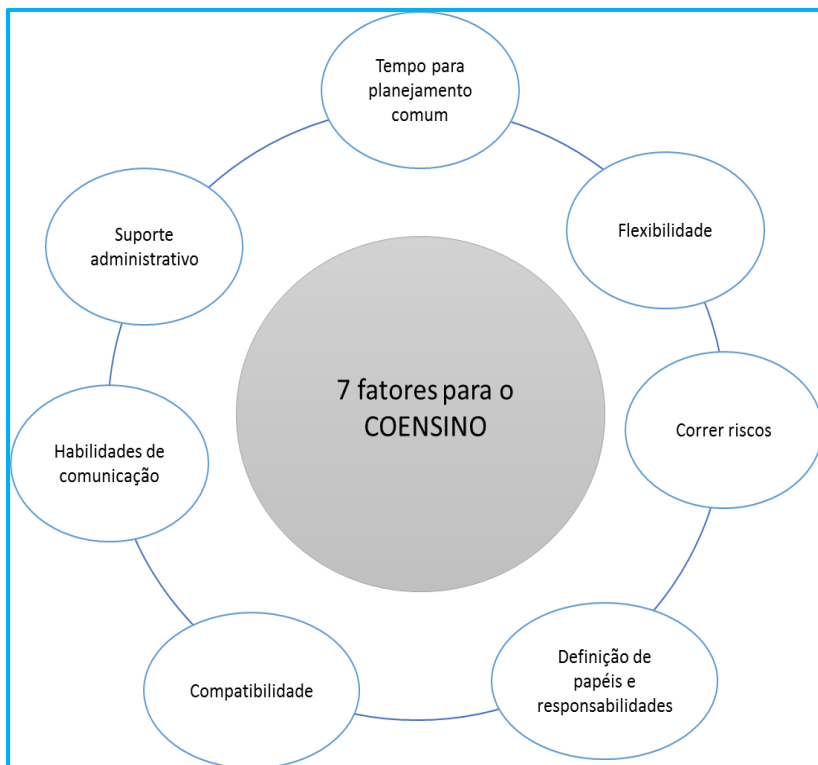 Tempo para
planejamento
comum
Flexibilidade
Correr riscos
Definição de
papéis e
responsabilidades
Compatibilidade
Habilidades de
comunicação
Suporte
administrativo
7 fatores para o
COENSINO